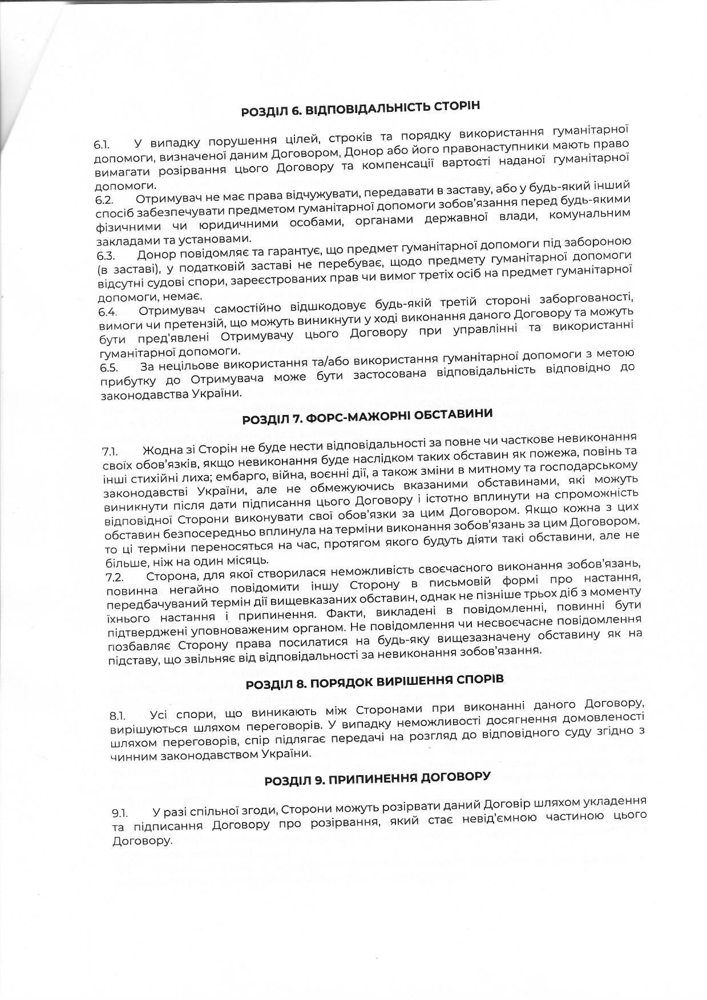 РОЗДІЛ 6. ВІДПОВІДАЛЬНІСТЬ СТОРІН
6.1. У випадку порушення цілей, строків та порядку використання гуманітарної
допомоги, визначеної даним Договором, Донор або його правонаступники мають право
вимагати розірвання цього Договору та компенсації вартості наданої гуманітарної
допомоги.
6.2. Отримувач не має права відчужувати, передавати в заставу, або у будь-який інший
спосіб забезпечувати предметом гуманітарної допомоги зобов'язання перед будь-якими
фізичними чи юридичними особами, органами державної влади, комунальним
закладами та установами.
6.3. Донор повідомляє та гарантує, що предмет гуманітарної допомоги під забороною
(в заставі), у податковій заставі не перебуває, щодо предмету гуманітарної допомоги
відсутні судові спори, зареєстрованих прав чи вимог третіх осіб на предмет гуманітарної
допомоги, немає.
6.4. Отримувач самостійно відшкодовує будь-якій третій стороні заборгованості,
вимоги чи претензій, що можуть виникнути у ході виконання даного Договору та можуть
бути пред'явлені Отримувачу цього Договору при управлінні та використанні
гуманітарної допомоги.
6.5. За нецільове використання та/або використання гуманітарної допомоги з метою
прибутку до Отримувача може бути застосована відповідальність відповідно до
законодавства України.
РОЗДІЛ 7. ФОРС-МАЖОРНІ ОБСТАВИНИ
7.1. Жодна зі Сторін не буде нести відповідальності за повне чи часткове невиконання
своїх обов'язків, якщо невиконання буде наслідком таких обставин як пожежа, повінь та
інші стихійні лиха; ембарго, війна, воєнні дії, а також зміни в митному та господарському
законодавстві України, але не обмежуючись вказаними обставинами, які можуть
виникнути після дати підписання цього Договору і істотно вплинути на спроможність
відповідної Сторони виконувати свої обов'язки за цим Договором. Якщо кожна з цих
обставин безпосередньо вплинула на терміни виконання зобов'язань за цим Договором,
то ці терміни переносяться на час, протягом якого будуть діяти такі обставини, але не
більше, ніж на один місяць.
7.2. Сторона, для якої створилася неможливість своєчасного виконання зобов'язань,
повинна негайно повідомити іншу Сторону в письмовій формі про настання,
передбачуваний термін дії вищевказаних обставин, однак не пізніше трьох діб з моменту
їхнього настання і припинення. Факти, викладені в повідомленні, повинні бути
підтверджені уповноваженим органом. Не повідомлення чи несвоєчасне повідомлення
позбавляє Сторону права посилатися на будь-яку вищезазначену обставину як на
підставу, що звільняє від відповідальності за невиконання зобов'язання.
РОЗДІЛ 8. ПОРЯДОК ВИРІШЕННЯ СПОРІВ
8.1. Усі спори, що виникають між Сторонами при виконанні даного Договору,
вирішуються шляхом переговорів. У випадку неможливості досягнення домовленості
шляхом переговорів, спір підлягає передачі на розгляд до відповідного суду згідно з
чинним законодавством України.
РОЗДІЛ 9. ПРИПИНЕННЯ ДОГОВОРУ
9.1. У разі спільної згоди, Сторони можуть розірвати даний Договір шляхом укладення
та підписання Договору про розірвання, який стає невід'ємною частиною цього
Договору.